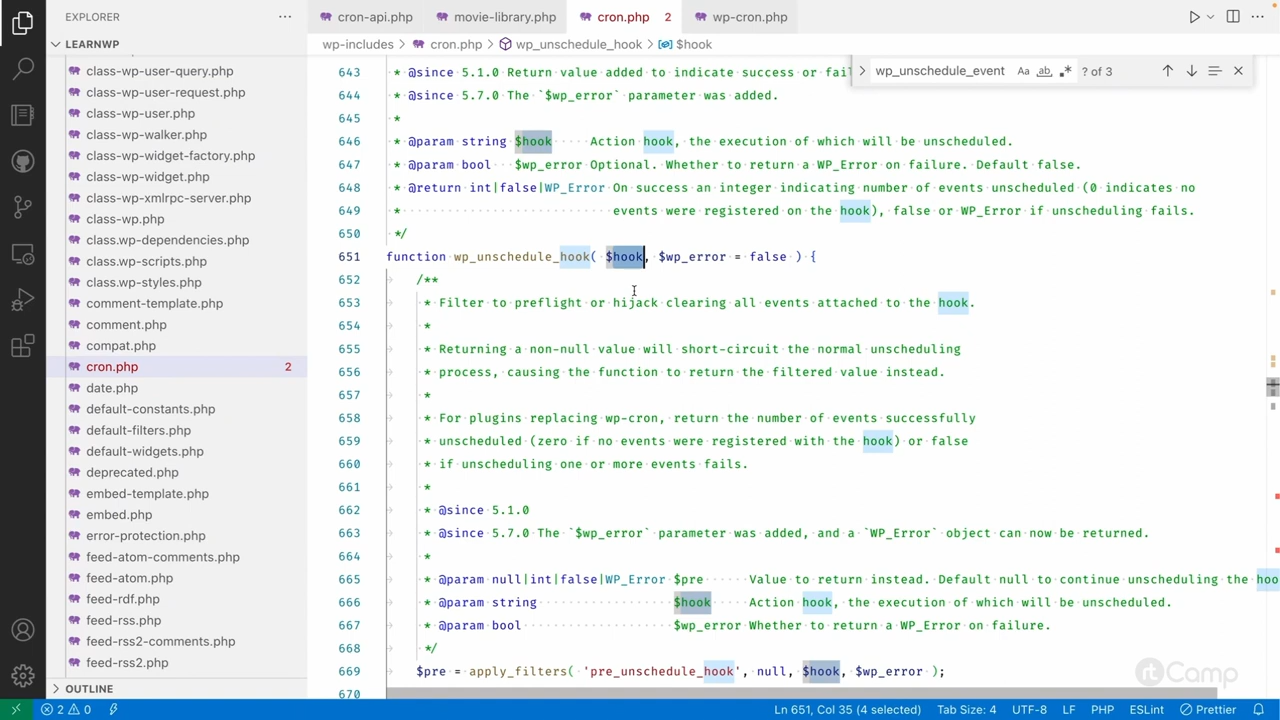 EXPLORER
cron-api.php
movie-library.php
cron.php 2
wp-cron.php
LEARNWP
wp-includes > cron.php > wp_unschedule_hook > $hook
wp_unschedule_event
Aa ab ? of 3
class-wp-user-query.php
class-wp-user-request.php
class-wp-user.php
class-wp-walker.php
class-wp-widget-factory.php
class-wp-widget.php
class-wp-xmlrpc-server.php
class-wp.php
class.wp-dependencies.php
class.wp-scripts.php
class.wp-styles.php
comment-template.php
comment.php
compat.php
cron.php 2
date.php
default-constants.php
default-filters.php
default-widgets.php
deprecated.php
embed-template.php
embed.php
error-protection.php
feed-atom-comments.php
feed-atom.php
feed-rdf.php
feed-rss.php
feed-rss2-comments.php
feed-rss2.php
OUTLINE
643 * @since 5.1.0 Return value added to indicate success or fai
644 * @since 5.7.0 The `$wp_error` parameter was added.
645 *
646 * @param string $hook Action hook, the execution of which will be unscheduled.
647 * @param bool $wp_error Optional. Whether to return a WP_Error on failure. Default false.
648 * @return int|false|WP_Error On success an integer indicating number of events unscheduled (0 indicates no
649 * events were registered on the hook), false or WP_Error if unscheduling fails.
650 */
651 function wp_unschedule_hook( $hook, $wp_error = false ) {
652 /**
653 * Filter to preflight or hijack clearing all events attached to the hook.
654 *
655 * Returning a non-null value will short-circuit the normal unscheduling
656 * process, causing the function to return the filtered value instead.
657 *
658 * For plugins replacing wp-cron, return the number of events successfully
659 * unscheduled (zero if no events were registered with the hook) or false
660 * if unscheduling one or more events fails.
661 *
662 * @since 5.1.0
663 * @since 5.7.0 The `$wp_error` parameter was added, and a `WP_Error` object can now be returned.
664 *
665 * @param null|int|false|WP_Error $pre Value to return instead. Default null to continue unscheduling the hoo
666 * @param string $hook Action hook, the execution of which will be unscheduled.
667 * @param bool $wp_error Whether to return a WP_Error on failure.
668 */
669 $pre = apply_filters( 'pre_unschedule_hook', null, $hook, $wp_error );
670
rtCamp
2 0
Ln 651, Col 35 (4 selected) Tab Size: 4 UTF-8 LF PHP ESLint Prettier